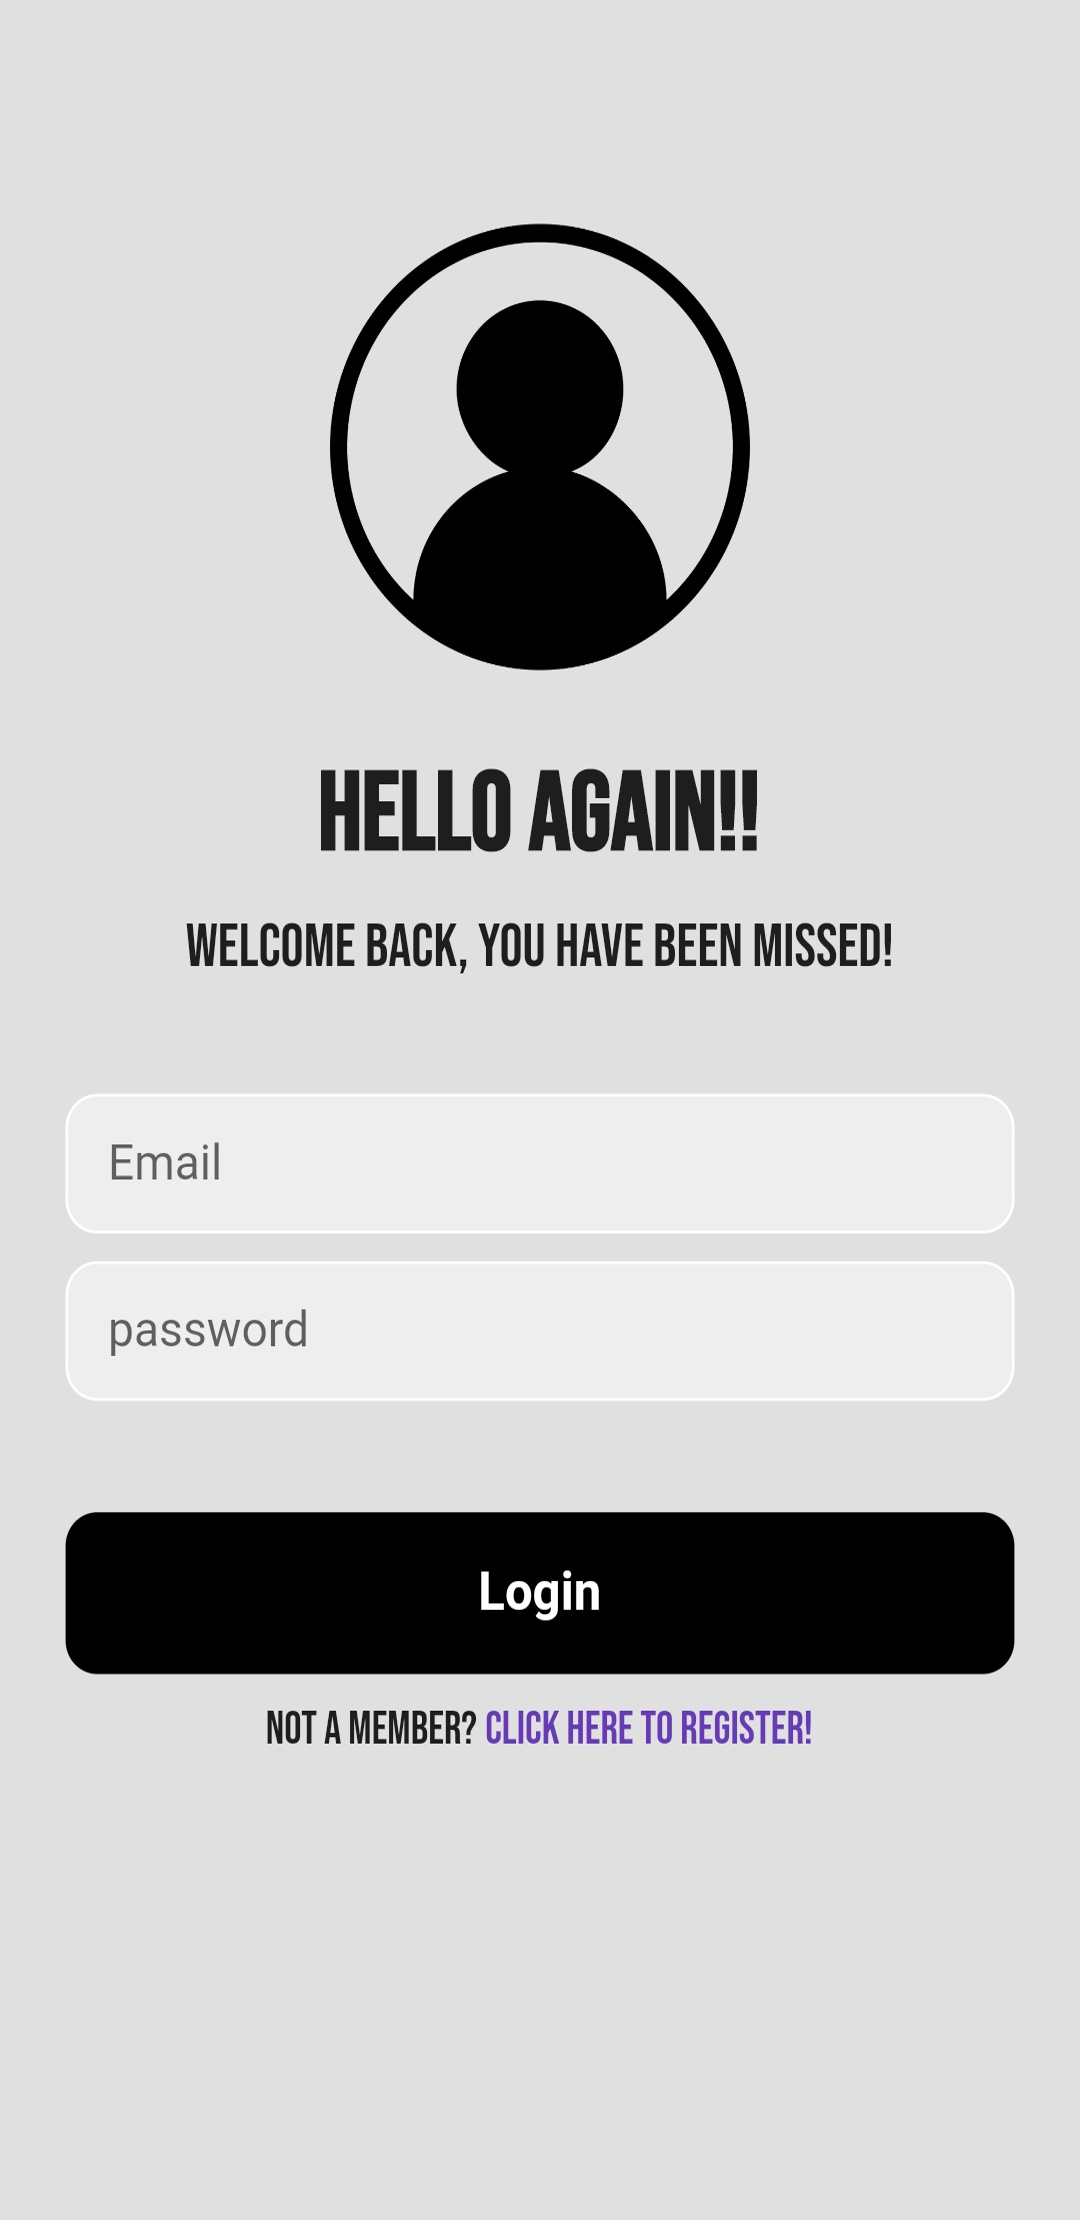 HELLO AGAIN!!
WELCOME BACK, YOU HAVE BEEN MISSED!
Email
password
Login
NOT A MEMBER? CLICK HERE TO REGISTER!